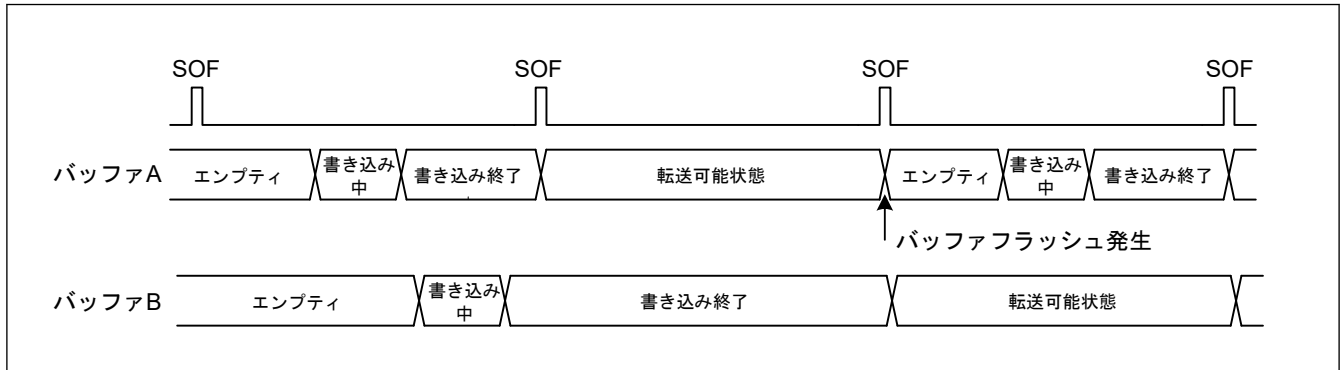 SOF SOF SOF SOF
バッファA エンプティ 書き込み中 書き込み終了 転送可能状態 エンプティ 書き込み中 書き込み終了
バッファフラッシュ発生
バッファB エンプティ 書き込み中 書き込み終了 転送可能状態